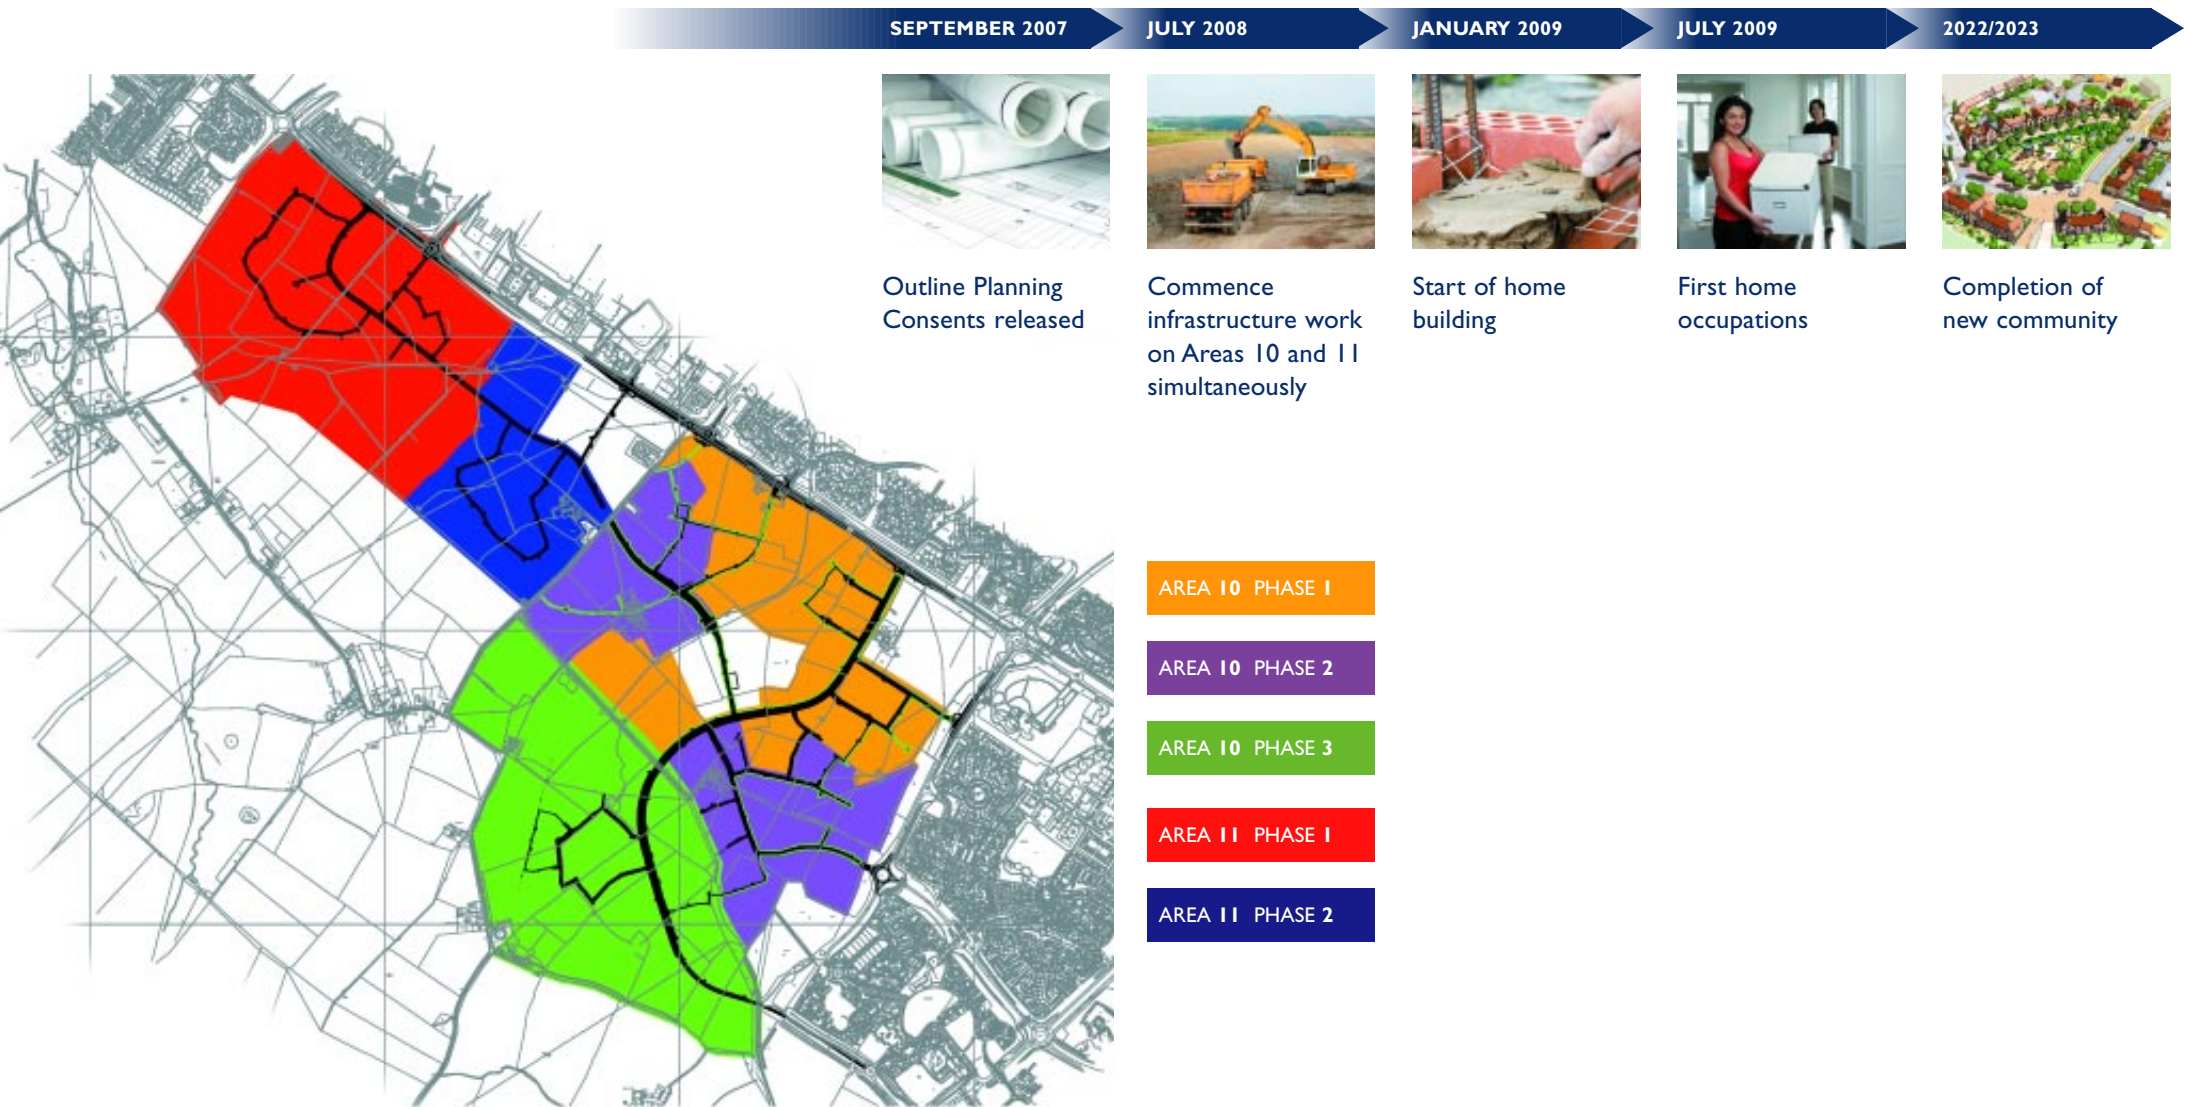 SEPTEMBER 2007
JULY 2008
JANUARY 2009
JULY 2009
2022/2023
Outline Planning
Consents released
Commence
infrastructure work
on Areas 10 and 11
simultaneously
Start of home
building
First home
occupations
Completion of
new community
AREA 10 PHASE 1
AREA 10 PHASE 2
AREA 10 PHASE 3
AREA 11 PHASE 1
AREA 11 PHASE 2